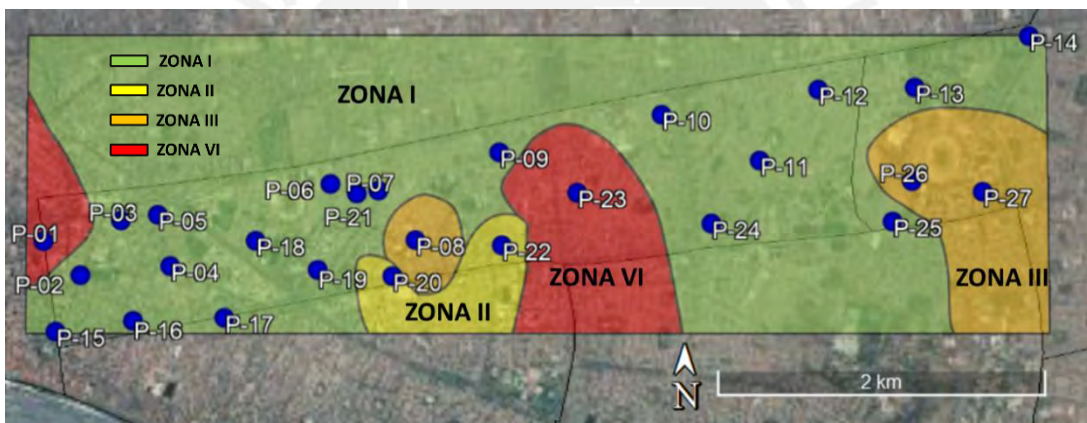 ZONA I
ZONA II
ZONA III
ZONA VI
ZONA I
P-14
P-12
P-13
P-10
P-09
P-11
P-06
P-07
P-21
P-26
P-27
P-23
P-03
P-05
P-01
P-18
P-08
P-22
P-24
P-25
P-02
P-04
P-19
P-20
ZONA VI
ZONA III
ZONA II
P-15
P-16
P-17
N
2 km